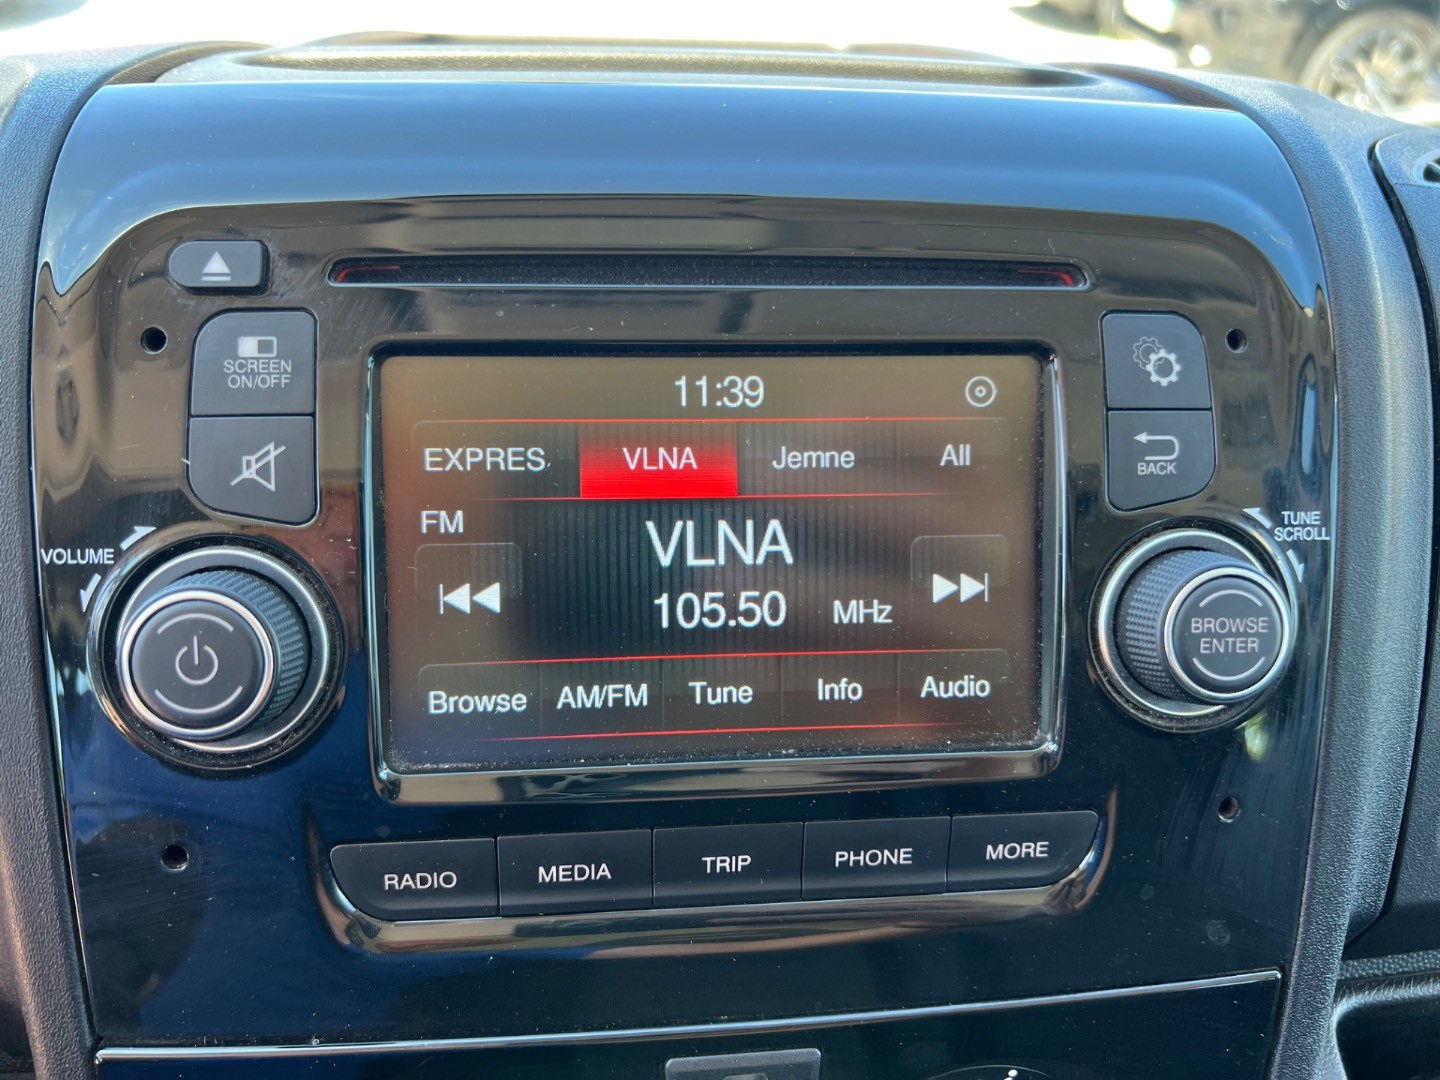 SCREEN
ON/OFF
VOLUME
11:39
EXPRES
VLNA
Jemne
All
FM
VLNA
105.50 MHz
Browse
AM/FM
Tune
Info
Audio
BACK
TUNE
SCROLL
BROWSE
ENTER
RADIO
MEDIA
TRIP
PHONE
MORE